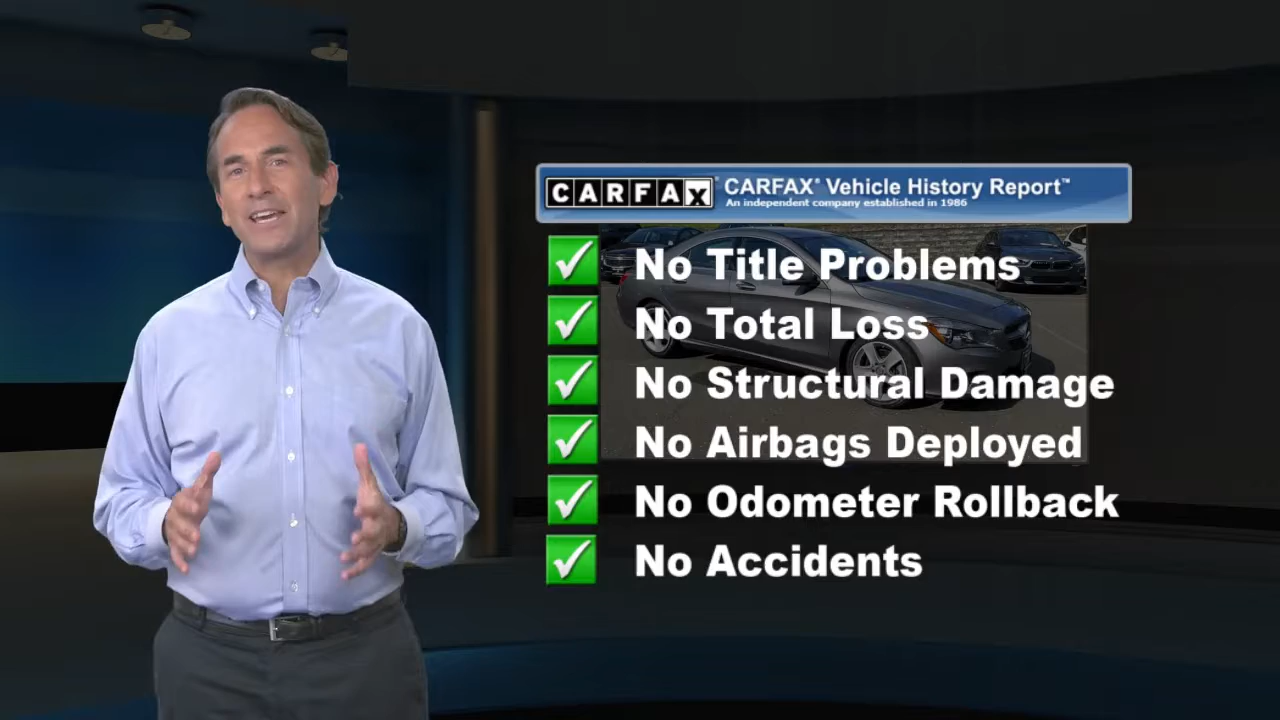 CARFAX® CARFAX® Vehicle History Report™
An independent company established in 1986
No Title Problems
No Total Loss
No Structural Damage
No Airbags Deployed
No Odometer Rollback
No Accidents